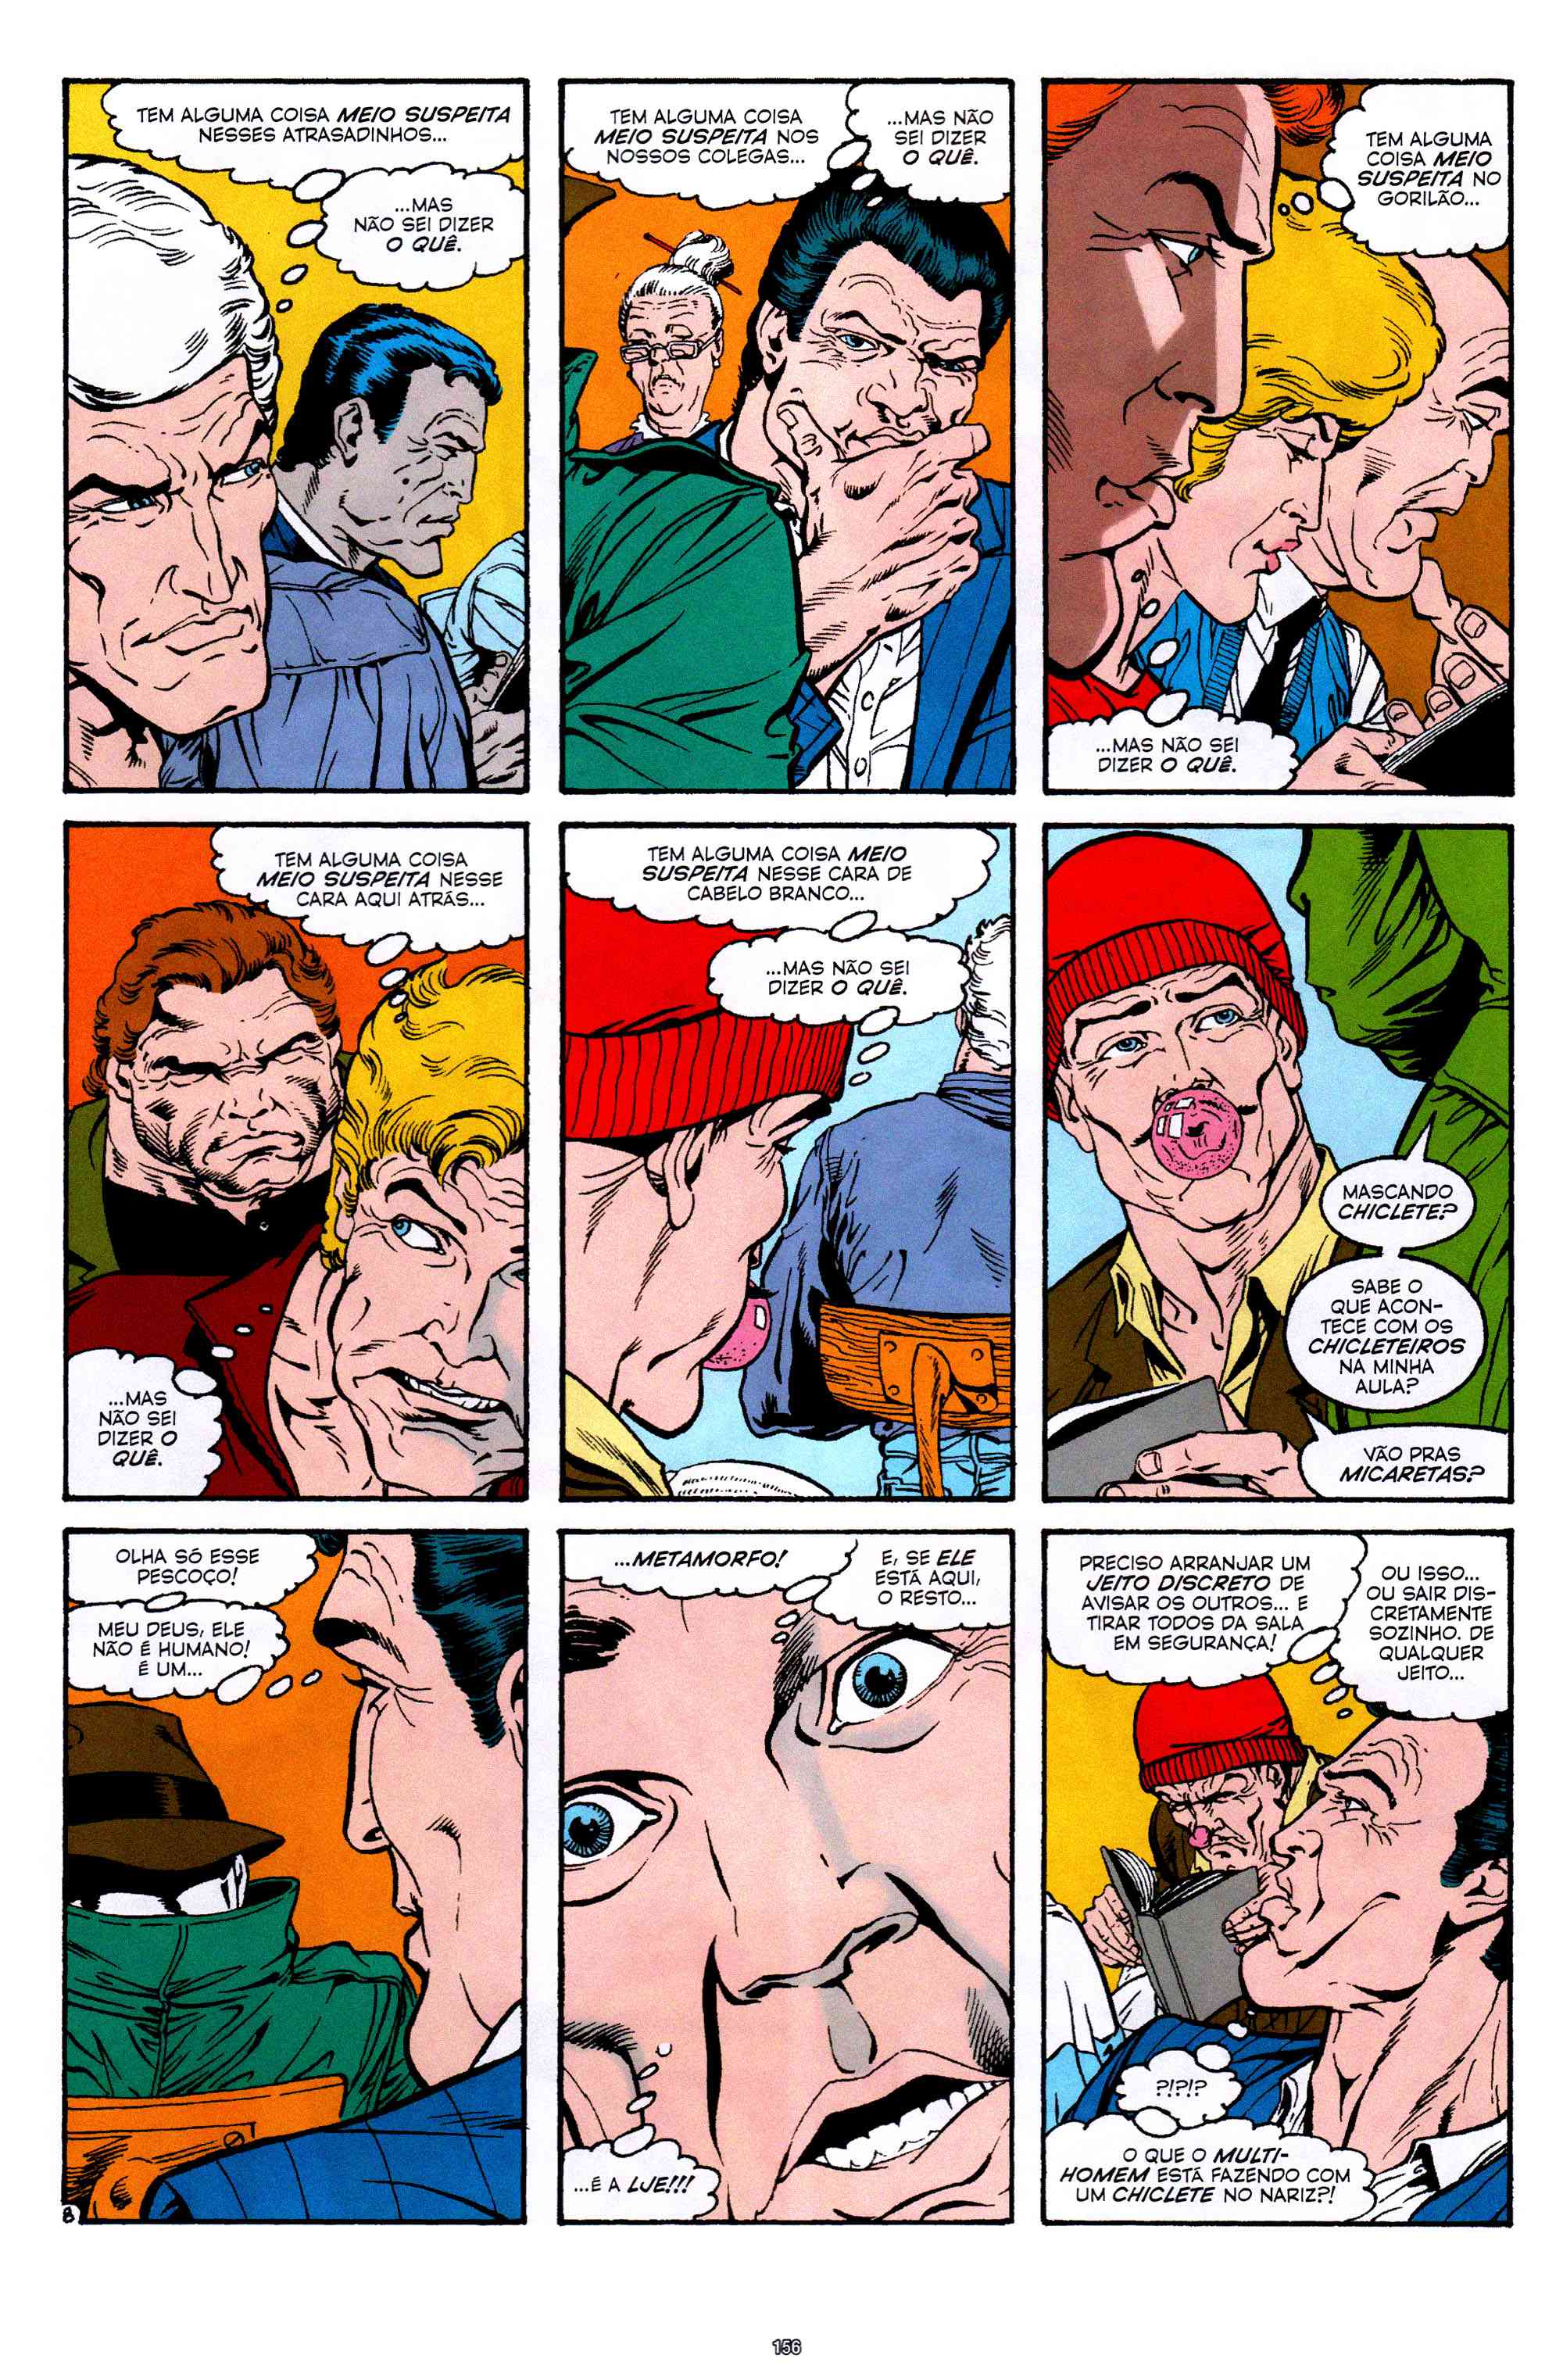 TEM ALGUMA COISA MEIO SUSPEITA
NESSES ATRASADINHOS...
...MAS
NÃO SEI DIZER
O QUÊ.
TEM ALGUMA COISA
MEIO SUSPEITA NOS
NOSSOS COLEGAS...
...MAS NÃO
SEI DIZER
O QUÊ.
TEM ALGUMA
COISA MEIO
SUSPEITA NO
GORILÃO...
...MAS NÃO SEI
DIZER O QUÊ.
TEM ALGUMA COISA
MEIO SUSPEITA NESSE
CARA AQUI ATRÁS...
...MAS
NÃO SEI
DIZER O
QUÊ.
TEM ALGUMA COISA MEIO
SUSPEITA NESSE CARA DE
CABELO BRANCO...
...MAS NÃO SEI
DIZER O QUÊ.
MASCANDO
CHICLETE?
SABE O
QUE ACON-
TECE COM OS
CHICLETEIROS
NA MINHA
AULA?
VÃO PRAS
MICARETAS?
OLHA SÓ ESSE
PESCOÇO!
MEU DEUS, ELE
NÃO É HUMANO!
É UM...
...METAMORFO!
E, SE ELE
ESTÁ AQUI,
O RESTO...
...É A LJE!!!
PRECISO ARRANJAR UM
JEITO DISCRETO DE
AVISAR OS OUTROS... E
TIRAR TODOS DA SALA
EM SEGURANÇA!
OU ISSO...
OU SAIR DIS-
CRETAMENTE
SOZINHO. DE
QUALQUER
JEITO...
?!?!?
O QUE O MULTI-
HOMEM ESTÁ FAZENDO COM
UM CHICLETE NO NARIZ?!
8
156